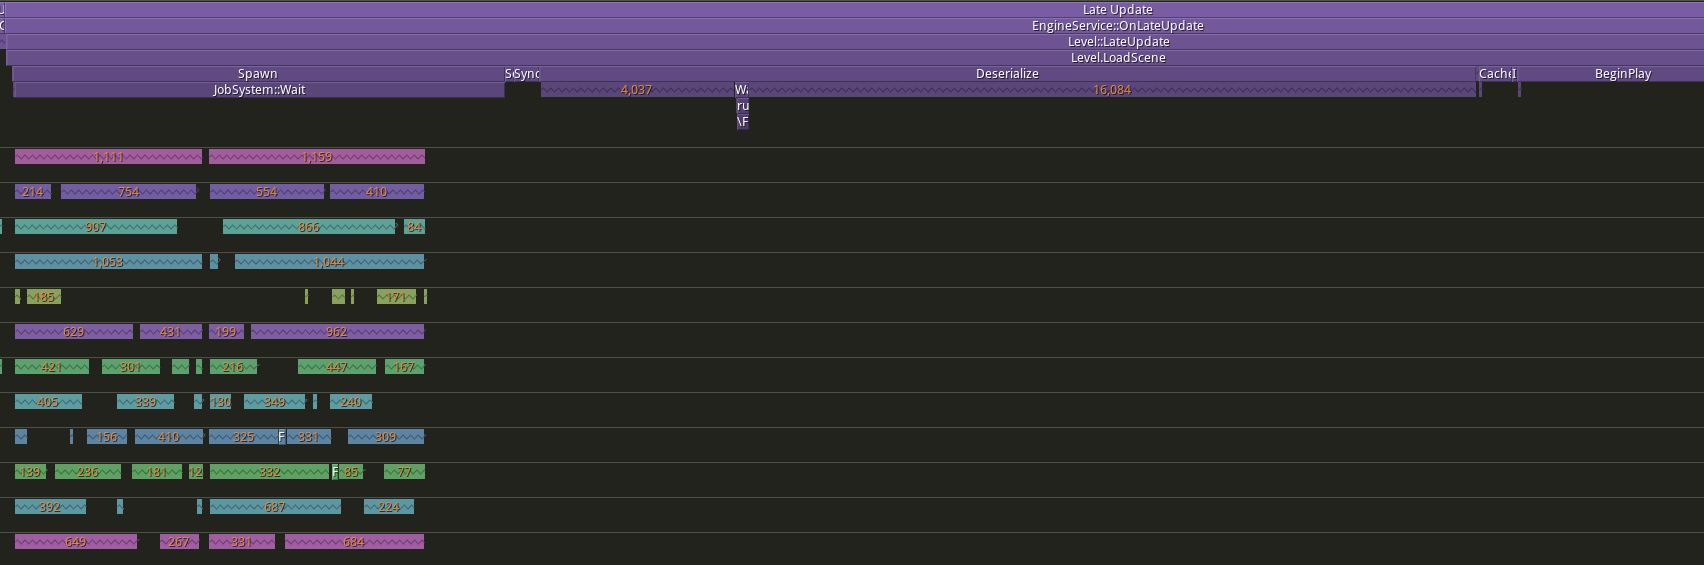 Late Update
EngineService::OnLateUpdate
Level::LateUpdate
Level.LoadScene
Spawn Sync Deserialize Cache I BeginPlay
JobSystem::Wait 4,037 Wa 16,084
ru
\F
1,111 1,159
214 754 554 410
907 866 84
1,053 1,044
185 171
629 431 199 962
421 301 216 447 167
405 339 130 349 240
156 410 325 F 331 309
139 236 181 12 332 F 85 77
392 687 224
649 267 331 684